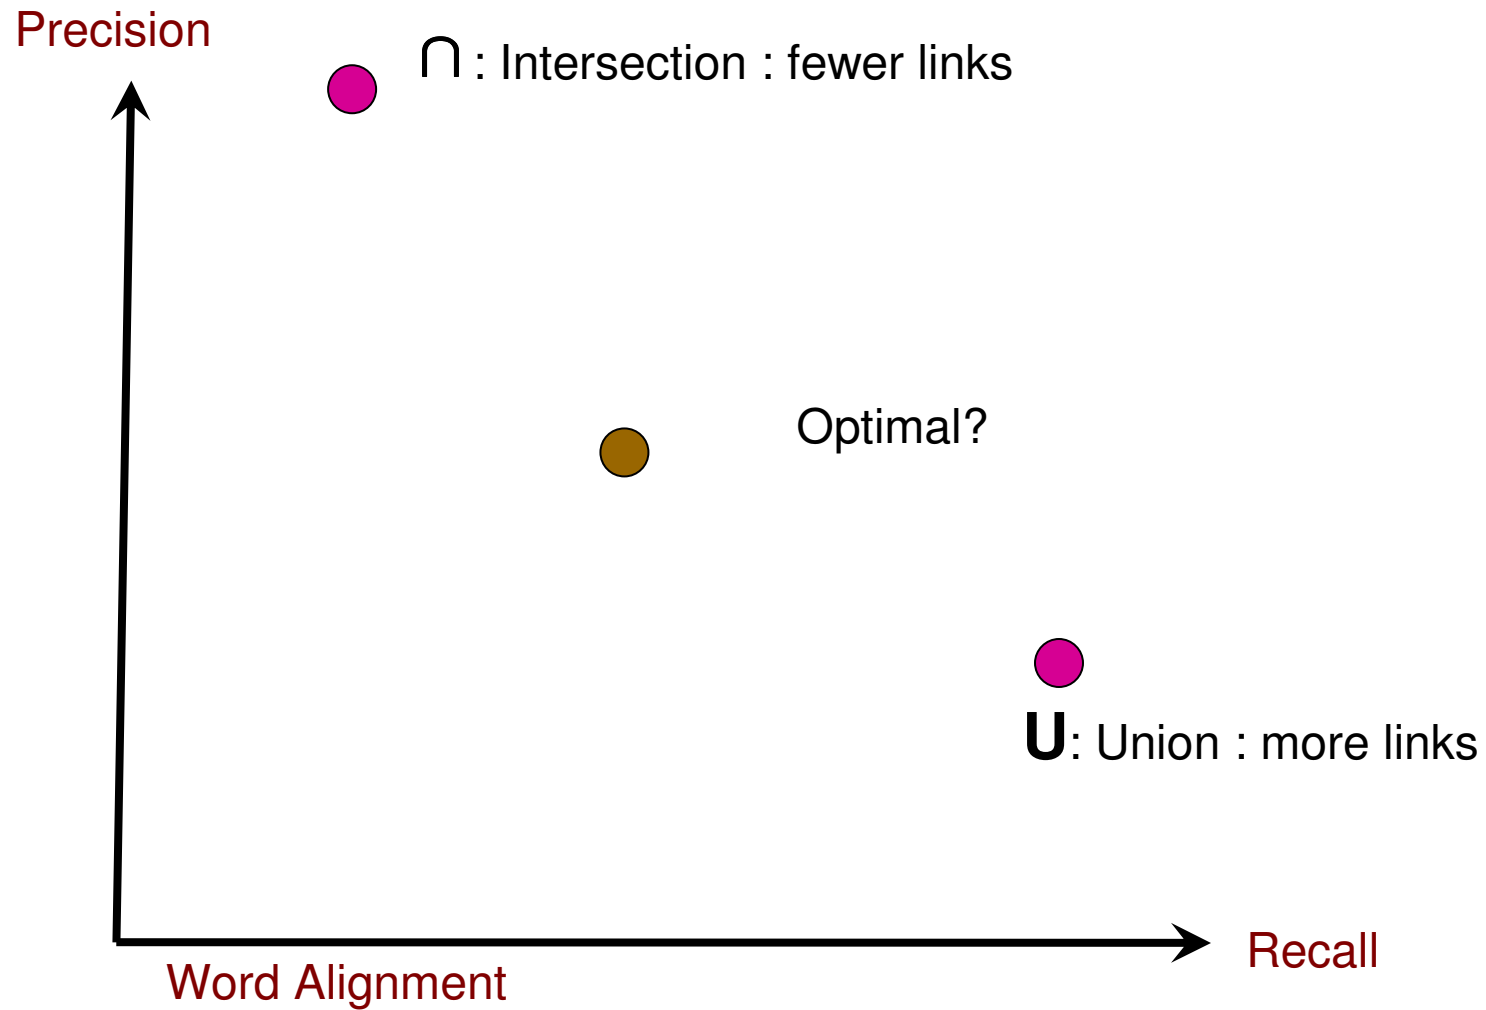 Precision
∩ : Intersection : fewer links
Optimal?
U: Union : more links
Recall
Word Alignment